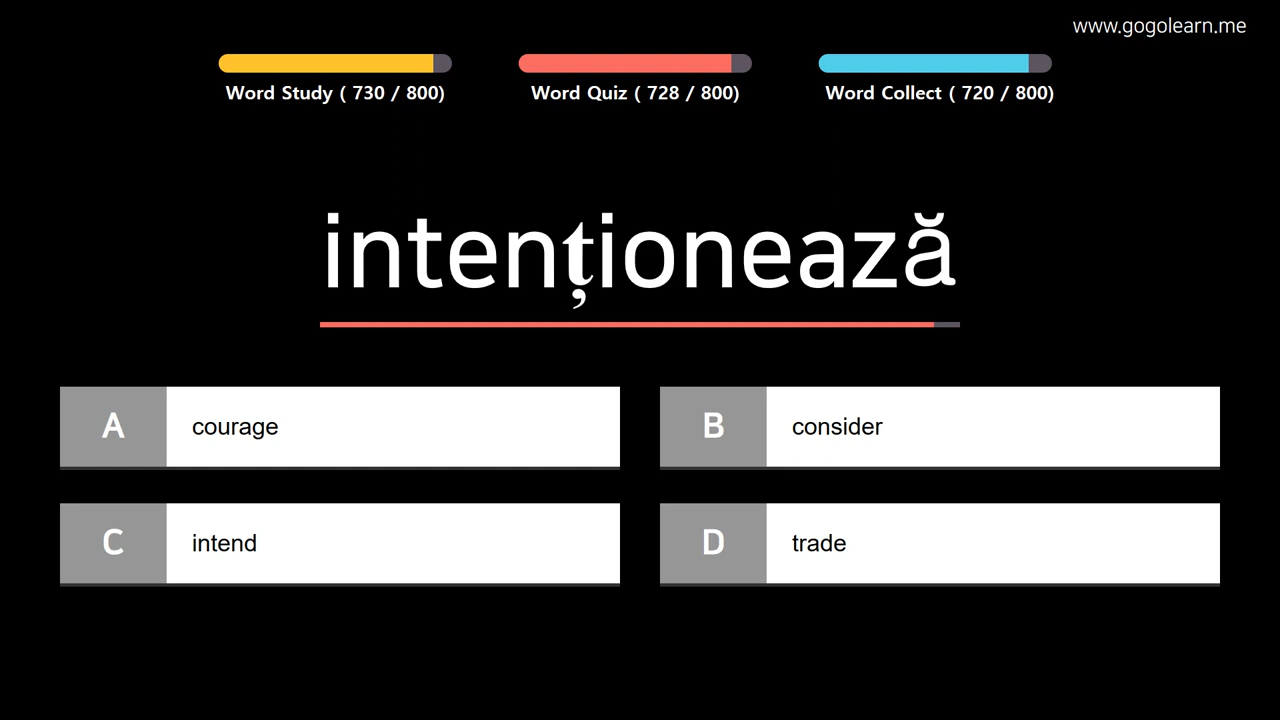 www.gogolearn.me
Word Study ( 730 / 800)
Word Quiz ( 728 / 800)
Word Collect ( 720 / 800)
intenționează
A courage
B consider
C intend
D trade